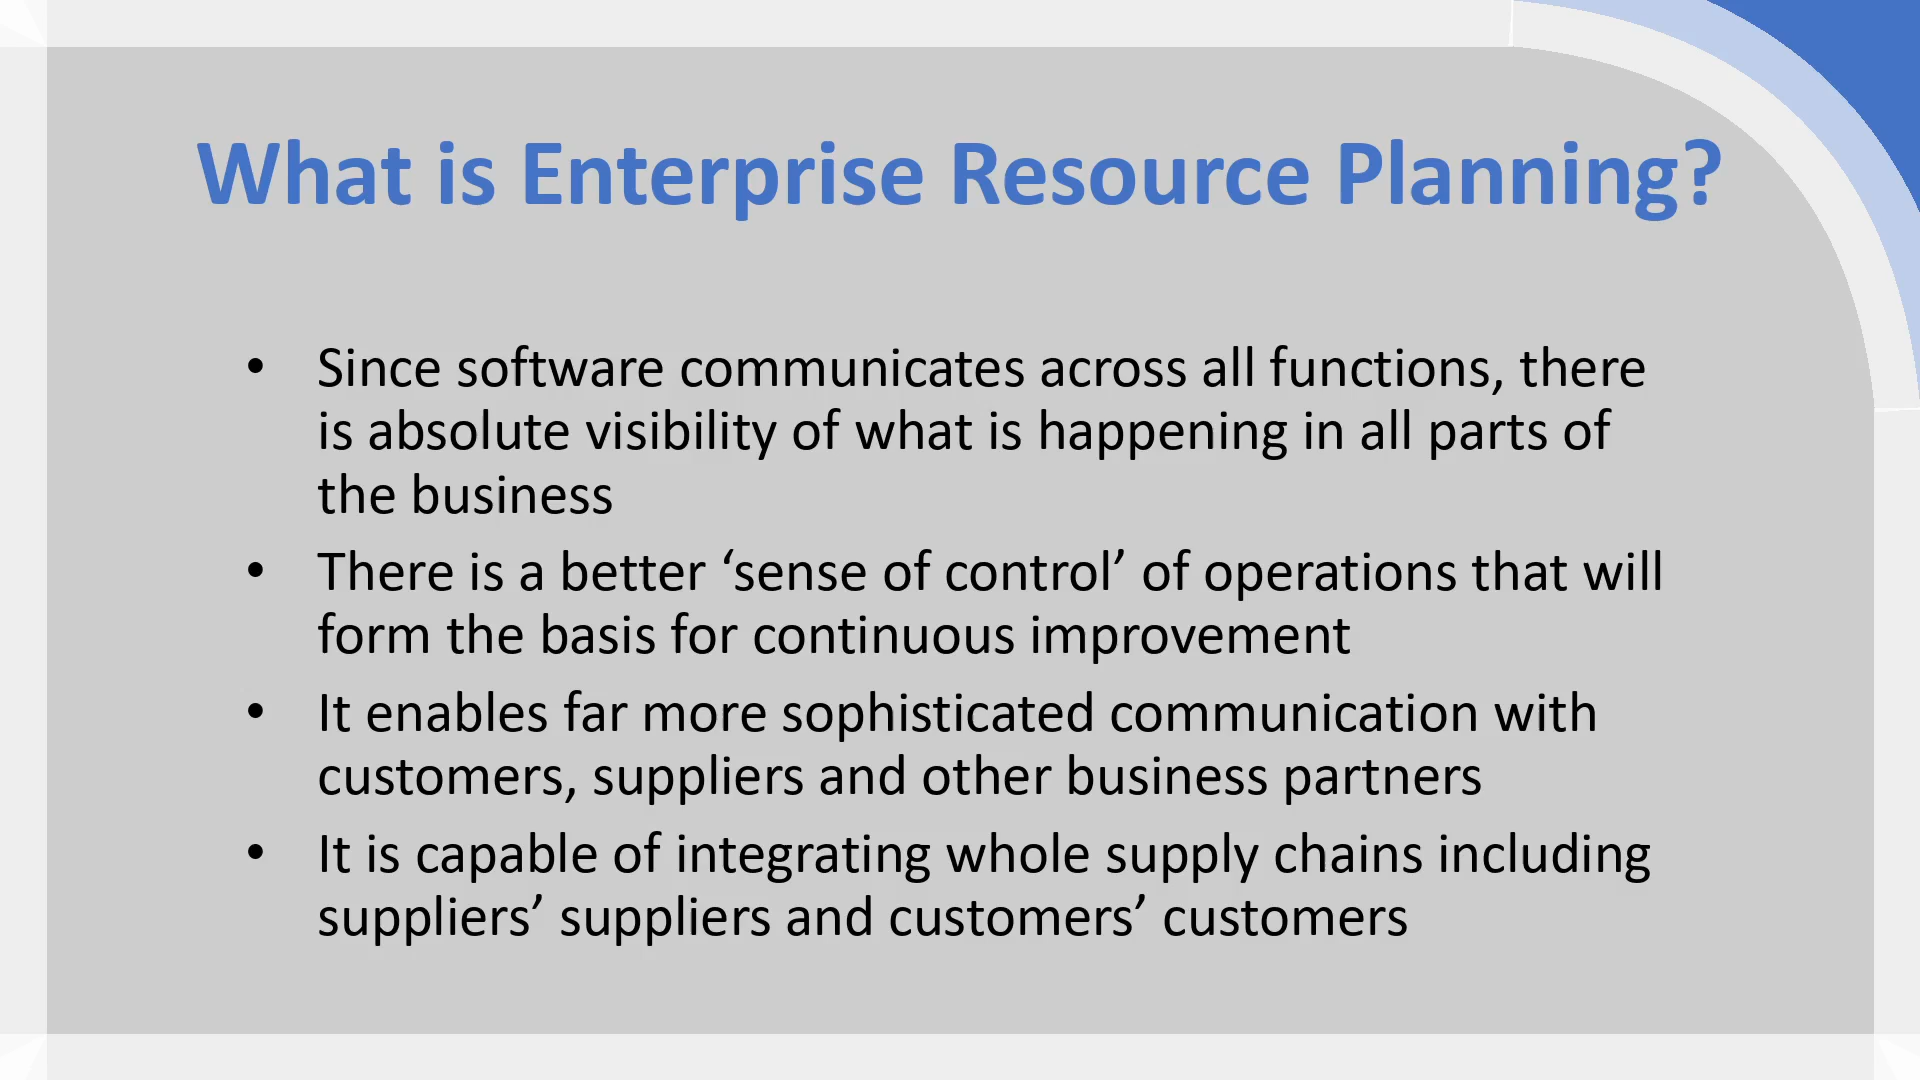 What is Enterprise Resource Planning?
• Since software communicates across all functions, there
is absolute visibility of what is happening in all parts of
the business
• There is a better ‘sense of control’ of operations that will
form the basis for continuous improvement
• It enables far more sophisticated communication with
customers, suppliers and other business partners
• It is capable of integrating whole supply chains including
suppliers’ suppliers and customers’ customers